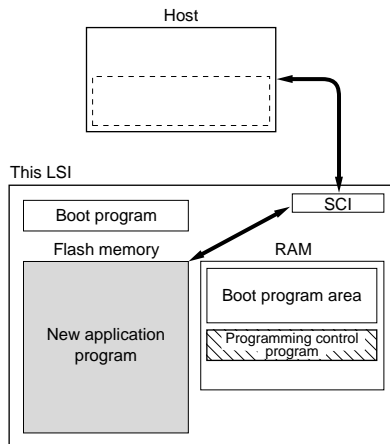 Host
This LSI
SCI
Boot program
Flash memory
RAM
New application
program
Boot program area
Programming control
program